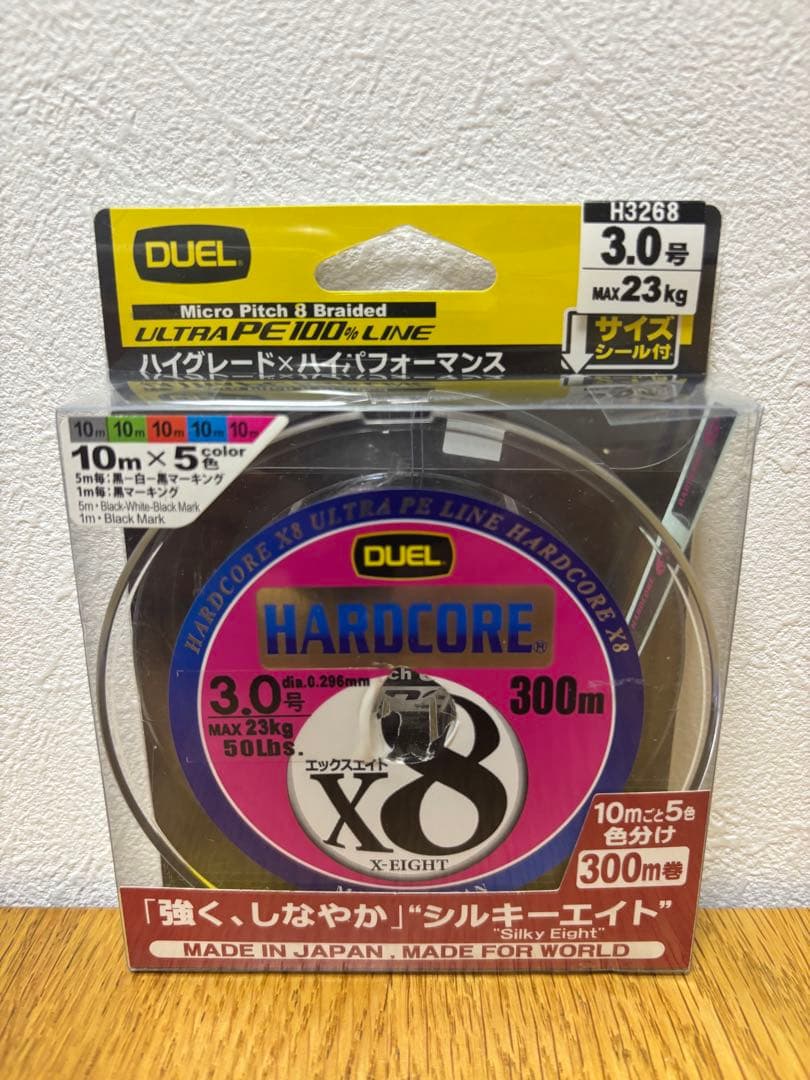 H3268
3.0号
MAX23kg
サイズ
シール付
DUEL
Micro Pitch 8 Braided
ULTRA PE100% LINE
ハイグレード×ハイパフォーマンス
10m 10m 10m 10m 10m
10m×5color色
5m毎:黒-白-黒マーキング
1m毎:黒マーキング
5m・Black-White-Black Mark
1m・Black Mark
HARDCORE X8 ULTRA PE LINE HARDCORE X8
DUEL
HARDCORE
3.0号 dia.0.296mm
MAX 23kg
50Lbs.
300m
エックスエイト
X8
X-EIGHT
10mごと5色
色分け
300m巻
「強く、しなやか」“シルキーエイト”
"Silky Eight"
MADE IN JAPAN, MADE FOR WORLD